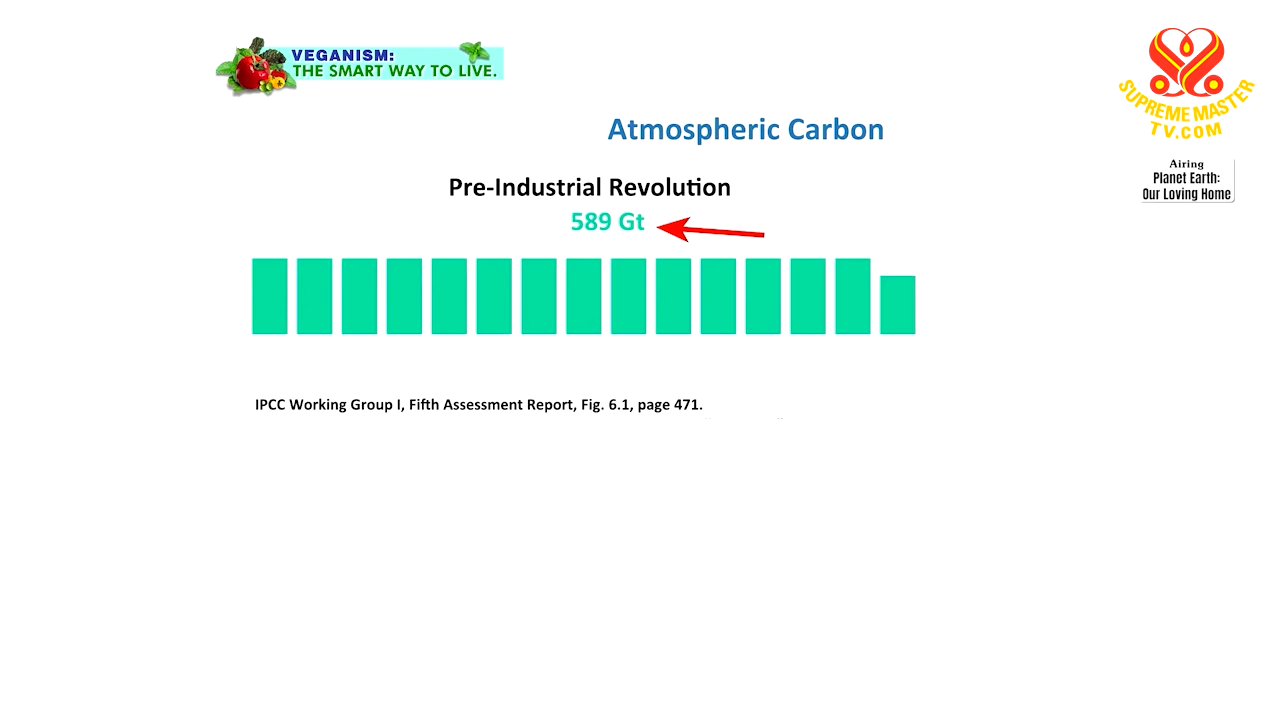 VEGANISM:
THE SMART WAY TO LIVE.
SUPREME MASTER
TV.COM
Airing
Planet Earth:
Our Loving Home
Atmospheric Carbon
Pre-Industrial Revolution
589 Gt
IPCC Working Group I, Fifth Assessment Report, Fig. 6.1, page 471.